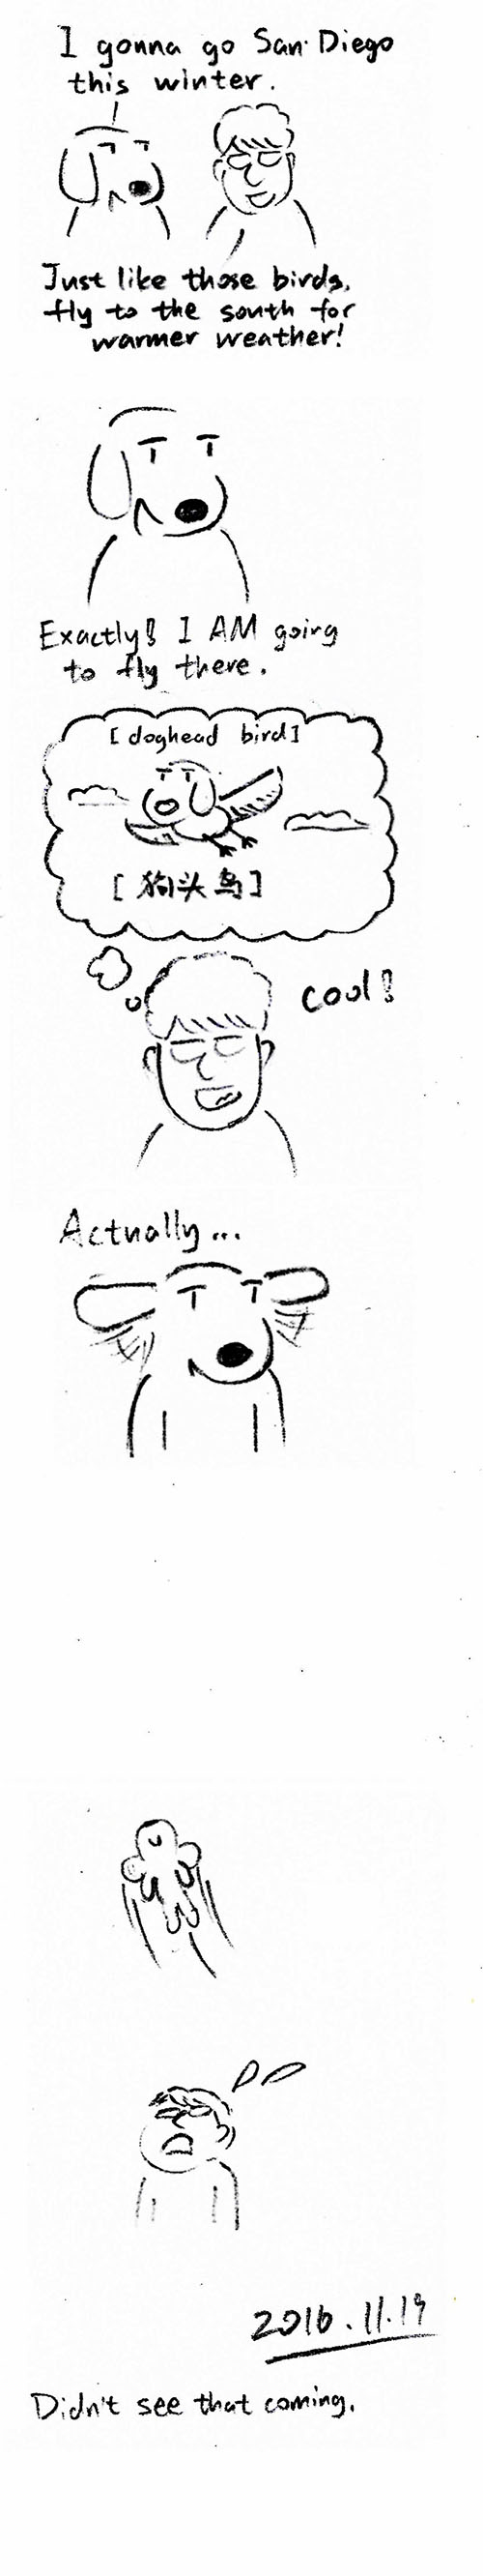 I gonna go San Diego
this winter.
Just like those birds,
fly to the south for
warmer weather!
Exactly! I AM going
to fly there.
[doghead bird]
[狗头鸟]
cool!
Actually...
2016.11.19
Didn't see that coming.